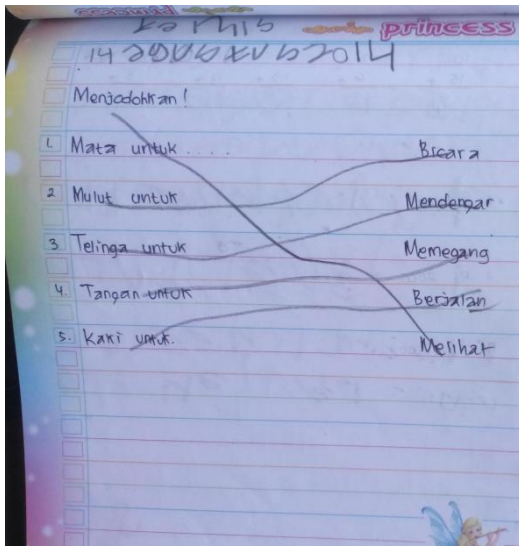 princess
Kamis
14 agustus 2014
Menjodohkan!
1. Mata untuk .... Bicara
2 Mulut untuk Mendengar
3 Telinga untuk Memegang
4. Tangan untuk Berjalan
5. Kaki untuk. Melihat